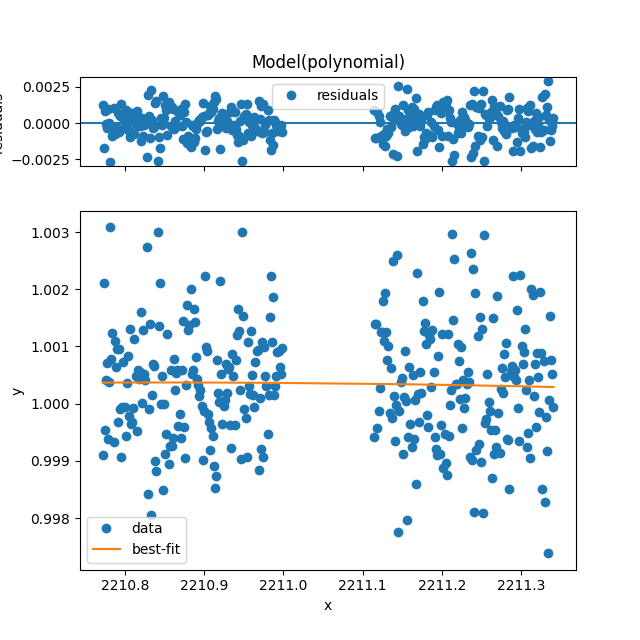 Model(polynomial)
0.0025
0.0000
−0.0025
residuals
residuals
1.003
1.002
1.001
1.000
0.999
0.998
y
data
best-fit
2210.8
2210.9
2211.0
2211.1
2211.2
2211.3
x